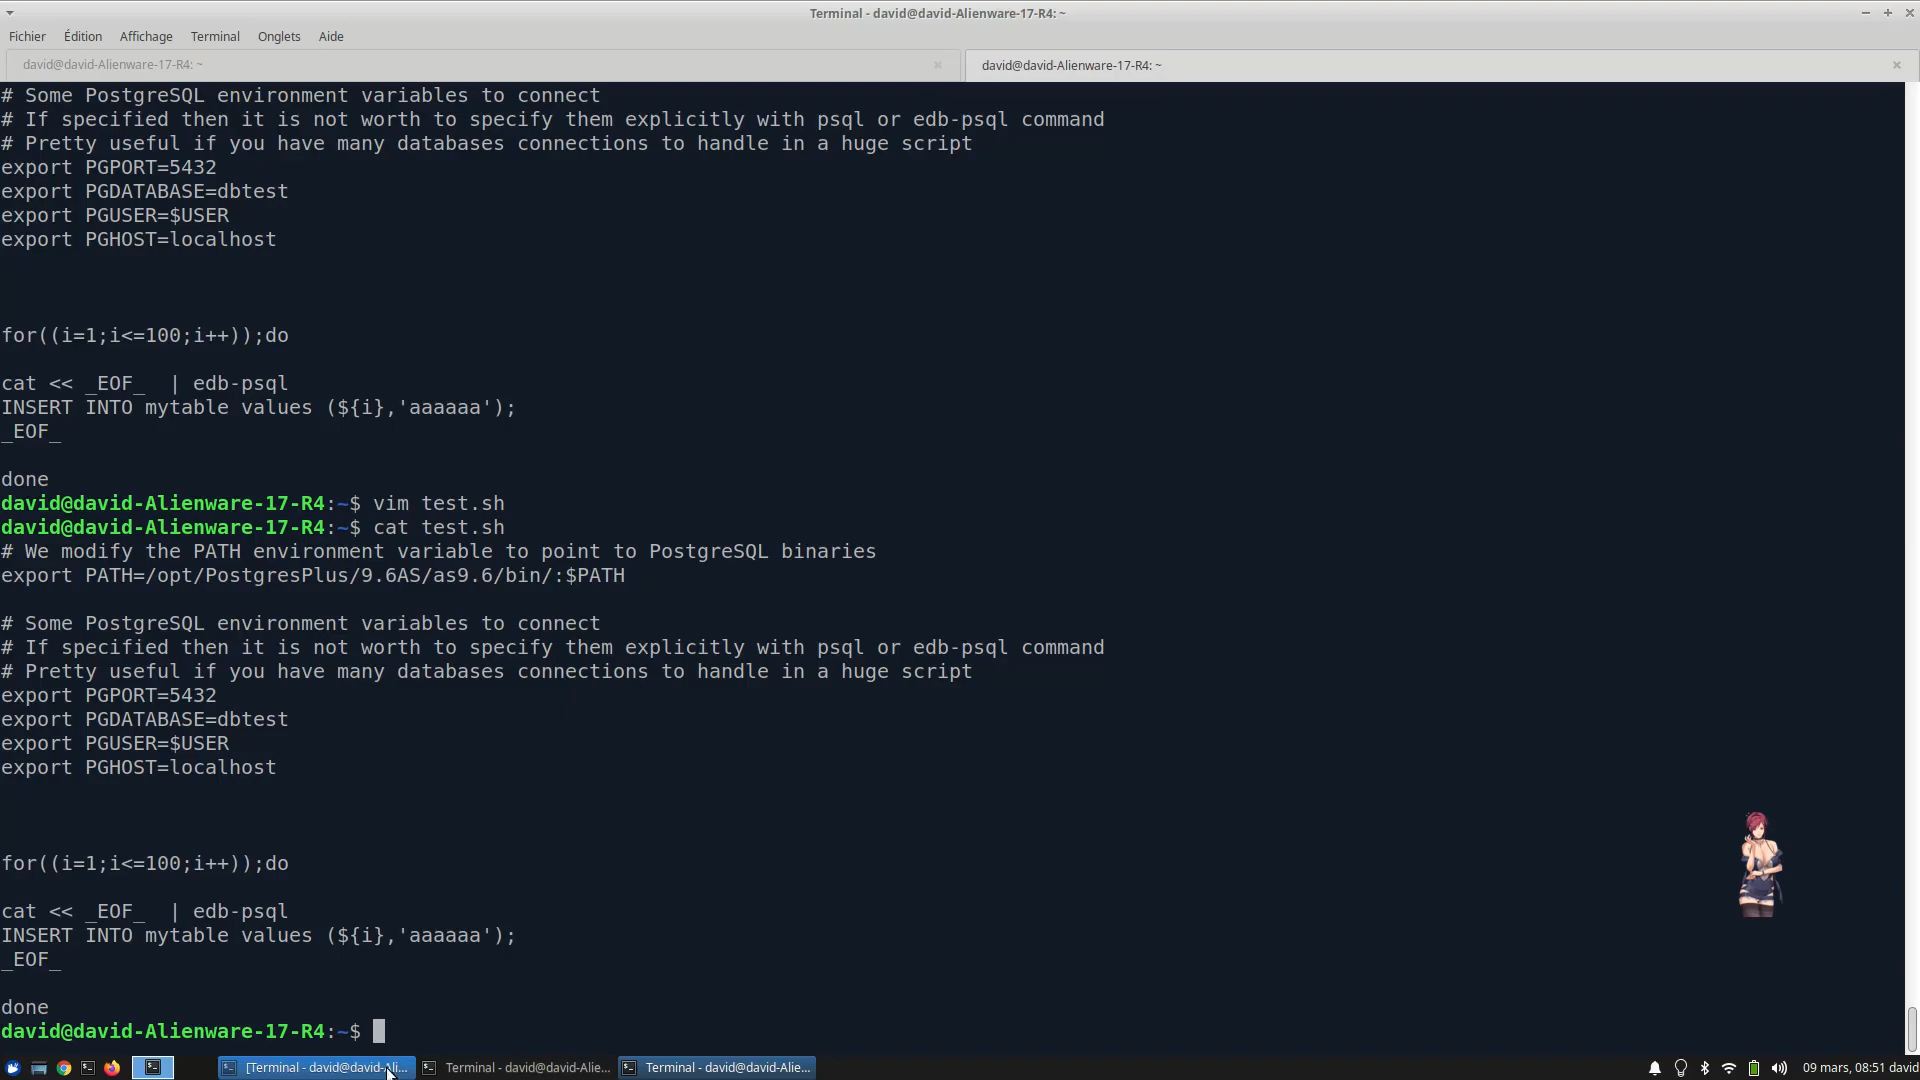 Terminal - david@david-Alienware-17-R4: ~
Fichier Édition Affichage Terminal Onglets Aide
david@david-Alienware-17-R4: ~
david@david-Alienware-17-R4: ~
# Some PostgreSQL environment variables to connect
# If specified then it is not worth to specify them explicitly with psql or edb-psql command
# Pretty useful if you have many databases connections to handle in a huge script
export PGPORT=5432
export PGDATABASE=dbtest
export PGUSER=$USER
export PGHOST=localhost
for((i=1;i<=100;i++));do
cat << _EOF_  | edb-psql
INSERT INTO mytable values (${i},'aaaaaa');
_EOF_
done
david@david-Alienware-17-R4:~$ vim test.sh
david@david-Alienware-17-R4:~$ cat test.sh
# We modify the PATH environment variable to point to PostgreSQL binaries
export PATH=/opt/PostgresPlus/9.6AS/as9.6/bin/:$PATH
# Some PostgreSQL environment variables to connect
# If specified then it is not worth to specify them explicitly with psql or edb-psql command
# Pretty useful if you have many databases connections to handle in a huge script
export PGPORT=5432
export PGDATABASE=dbtest
export PGUSER=$USER
export PGHOST=localhost
for((i=1;i<=100;i++));do
cat << _EOF_  | edb-psql
INSERT INTO mytable values (${i},'aaaaaa');
_EOF_
done
david@david-Alienware-17-R4:~$
[Terminal - david@david-Ali... Terminal - david@david-Alie... Terminal - david@david-Alie... 09 mars, 08:51 david